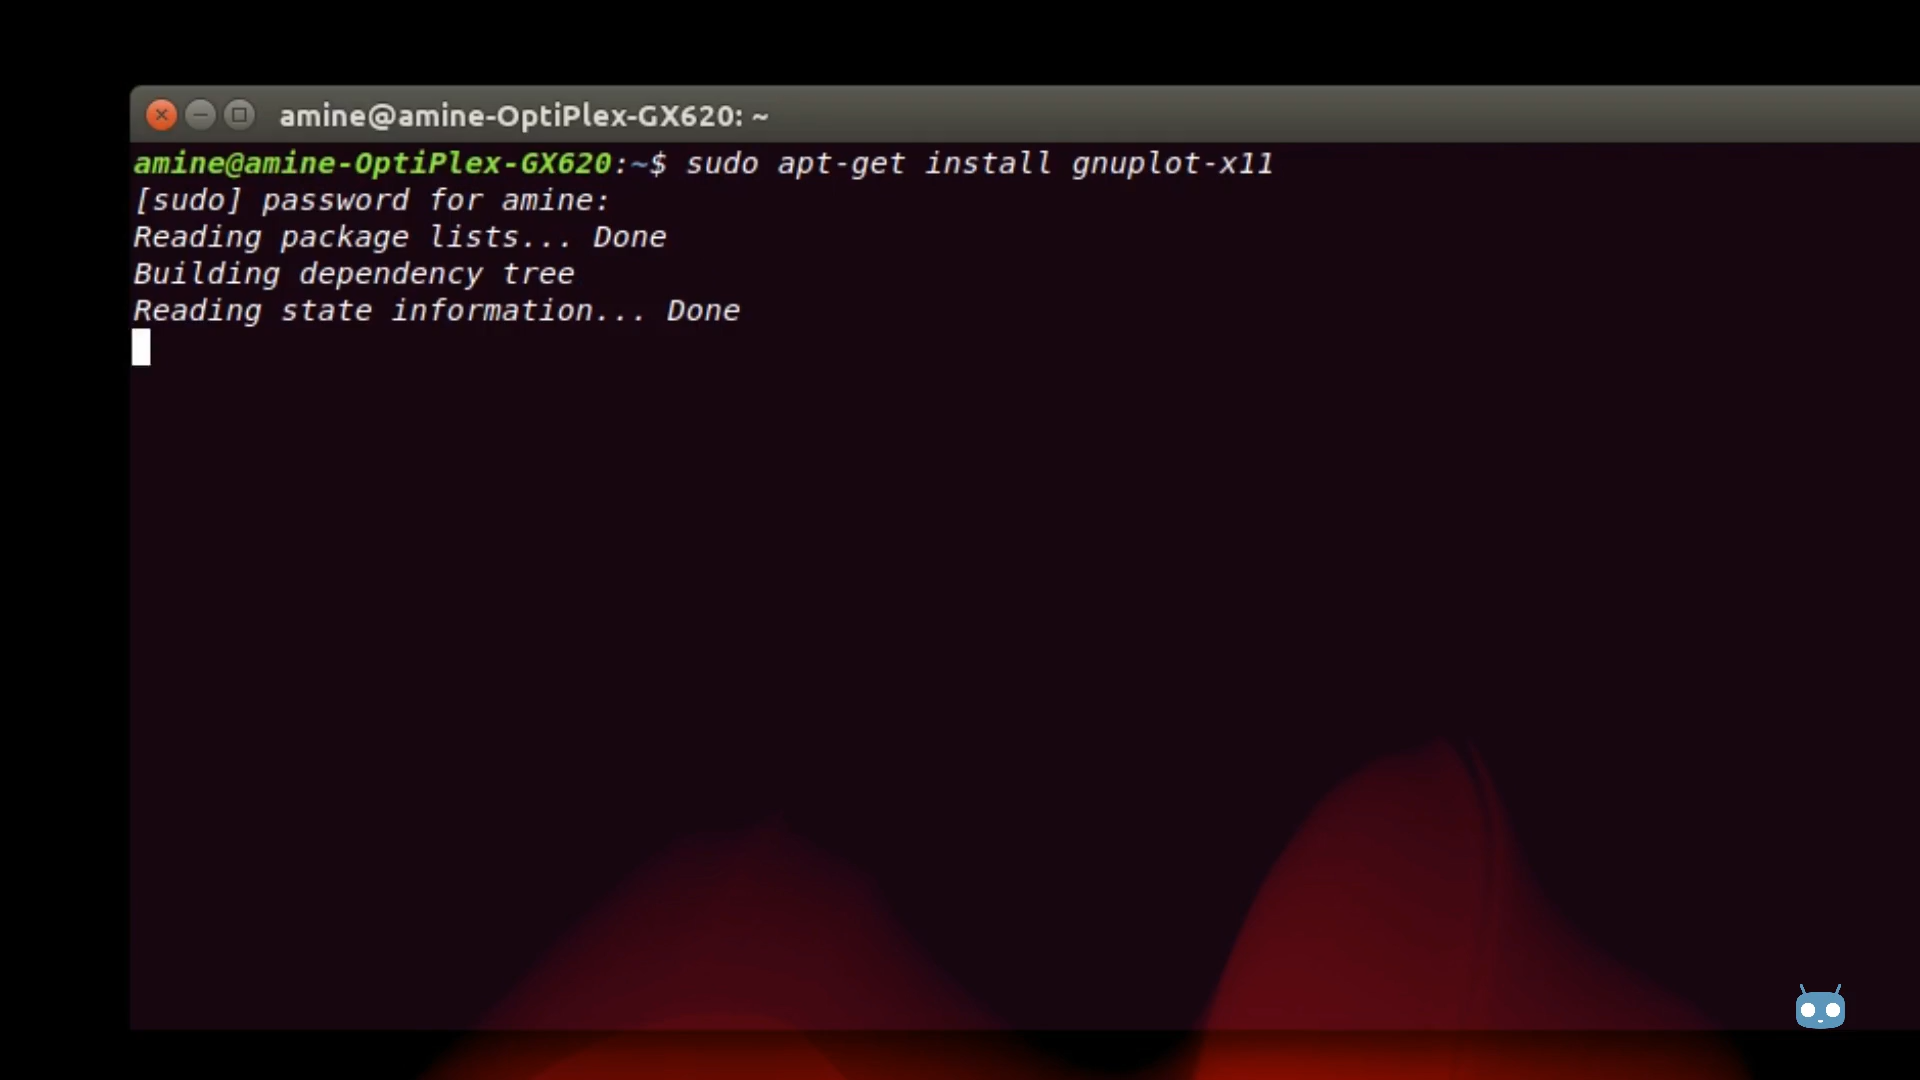 amine@amine-OptiPlex-GX620: ~
amine@amine-OptiPlex-GX620:~$ sudo apt-get install gnuplot-x11
[sudo] password for amine:
Reading package lists... Done
Building dependency tree
Reading state information... Done